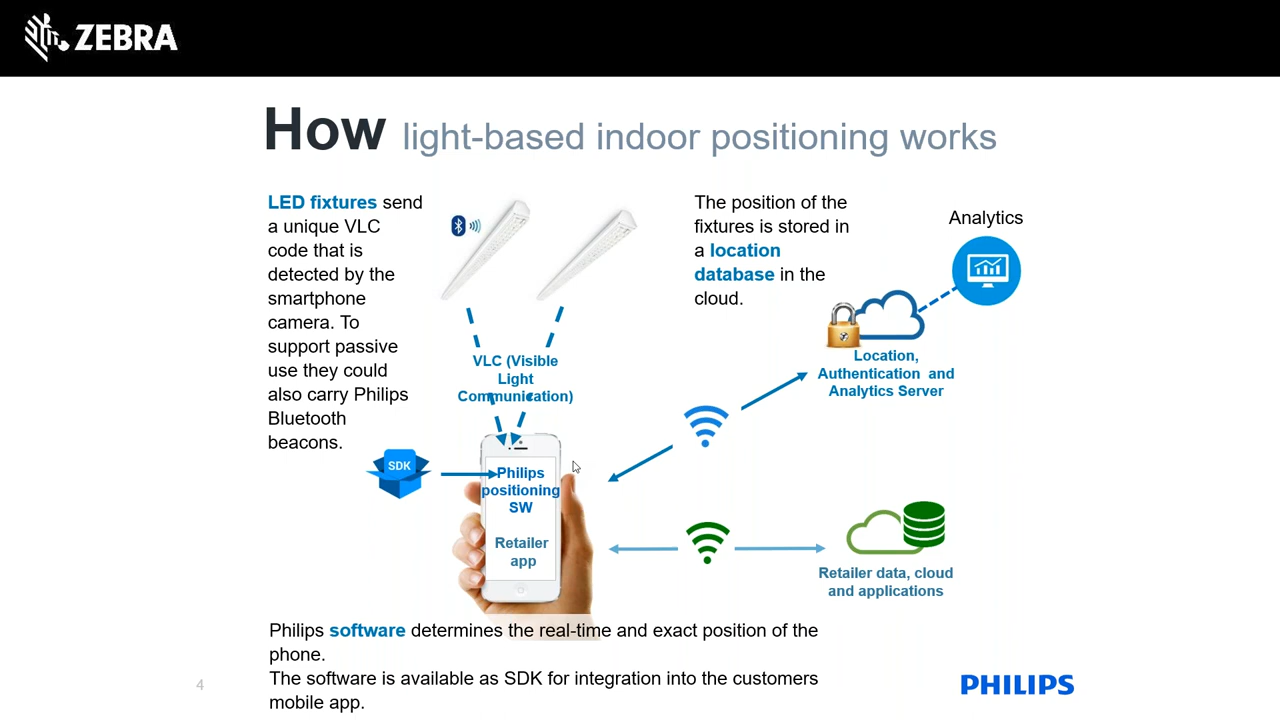 ZEBRA
How light-based indoor positioning works
LED fixtures send
a unique VLC
code that is
detected by the
smartphone
camera. To
support passive
use they could
also carry Philips
Bluetooth
beacons.
The position of the
fixtures is stored in
a location
database in the
cloud.
Analytics
VLC (Visible
Light
Communication)
Location,
Authentication and
Analytics Server
SDK
Philips
positioning
SW
Retailer
app
Retailer data, cloud
and applications
Philips software determines the real-time and exact position of the
phone.
The software is available as SDK for integration into the customers
mobile app.
4
PHILIPS